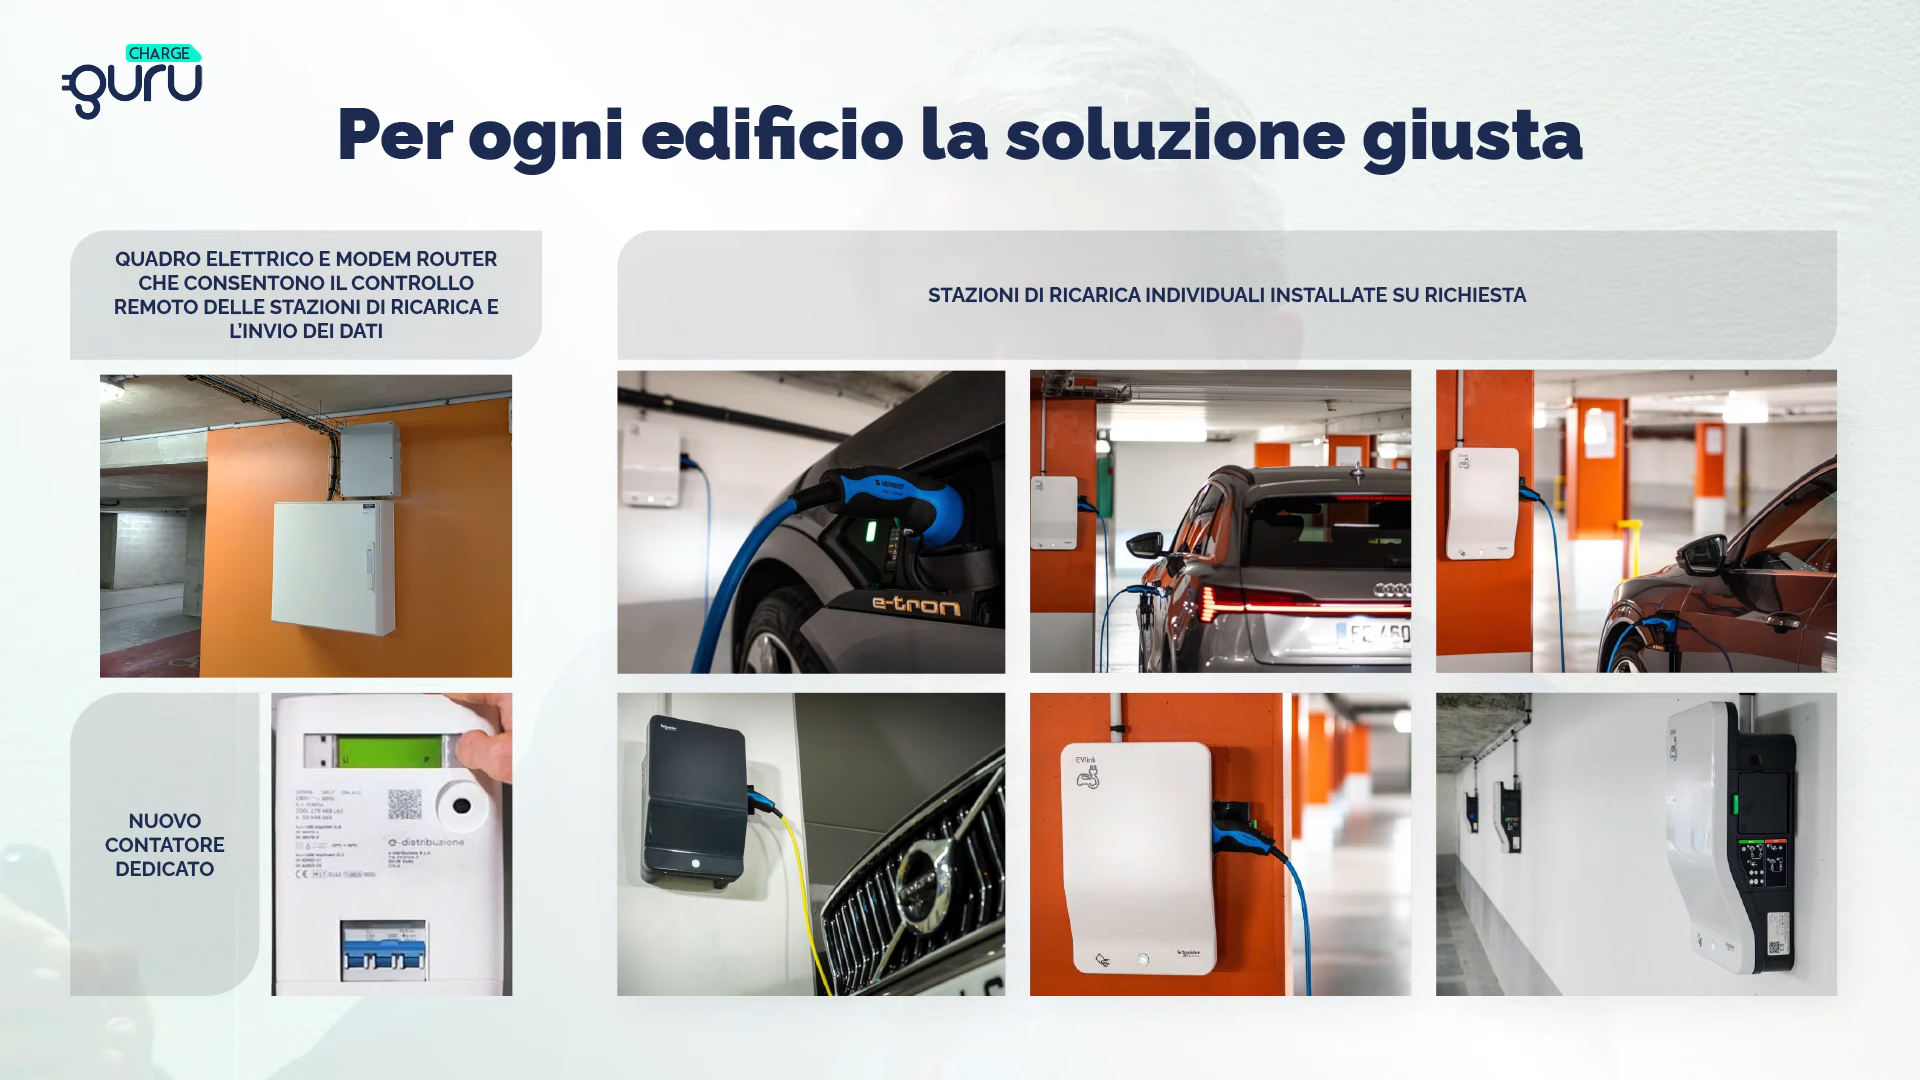 CHARGE
guru
Per ogni edificio la soluzione giusta
QUADRO ELETTRICO E MODEM ROUTER
CHE CONSENTONO IL CONTROLLO
REMOTO DELLE STAZIONI DI RICARICA E
L'INVIO DEI DATI
STAZIONI DI RICARICA INDIVIDUALI INSTALLATE SU RICHIESTA
e-tron
NUOVO
CONTATORE
DEDICATO
e-distribuzione
EVlink
Schneider